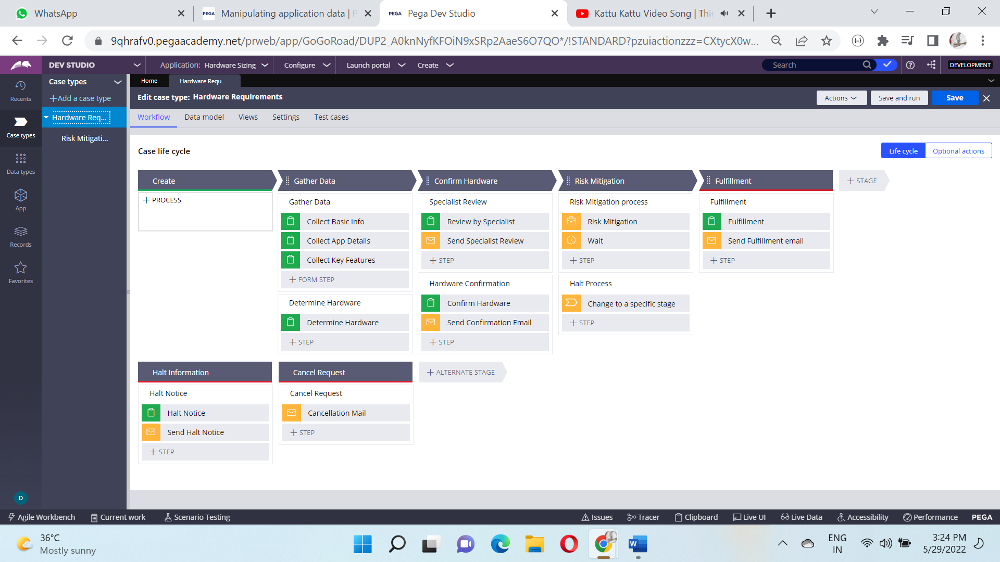 WhatsApp
PEGA Manipulating application data | P
PEGA Pega Dev Studio
Kattu Kattu Video Song | Thir
9qhrafv0.pegaacademy.net/prweb/app/GoGoRoad/DUP2_A0knNyfKFOiN9xSRp2AaeS6O7QO*/!STANDARD?pzuiactionzzz=CXtycX0w...
DEV STUDIO
Application: Hardware Sizing
Configure
Launch portal
Create
Search
DEVELOPMENT
Recents
Case types
Data types
App
Records
Favorites
D
Case types
Add a case type
Hardware Req...
Risk Mitigati...
Home
Hardware Requ...
Edit case type: Hardware Requirements
Actions
Save and run
Save
Workflow
Data model
Views
Settings
Test cases
Case life cycle
Life cycle
Optional actions
Create
+ PROCESS
Gather Data
Gather Data
Collect Basic Info
Collect App Details
Collect Key Features
+ FORM STEP
Determine Hardware
Determine Hardware
+ STEP
Confirm Hardware
Specialist Review
Review by Specialist
Send Specialist Review
+ STEP
Hardware Confirmation
Confirm Hardware
Send Confirmation Email
+ STEP
Risk Mitigation
Risk Mitigation process
Risk Mitigation
Wait
+ STEP
Halt Process
Change to a specific stage
+ STEP
Fulfillment
Fulfillment
Fulfillment
Send Fulfillment email
+ STEP
+ STAGE
Halt Information
Halt Notice
Halt Notice
Send Halt Notice
+ STEP
Cancel Request
Cancel Request
Cancellation Mail
+ STEP
+ ALTERNATE STAGE
Agile Workbench
Current work
Scenario Testing
Issues
Tracer
Clipboard
Live UI
Live Data
Accessibility
Performance
PEGA
36°C
Mostly sunny
W
ENG
IN
3:24 PM
5/29/2022